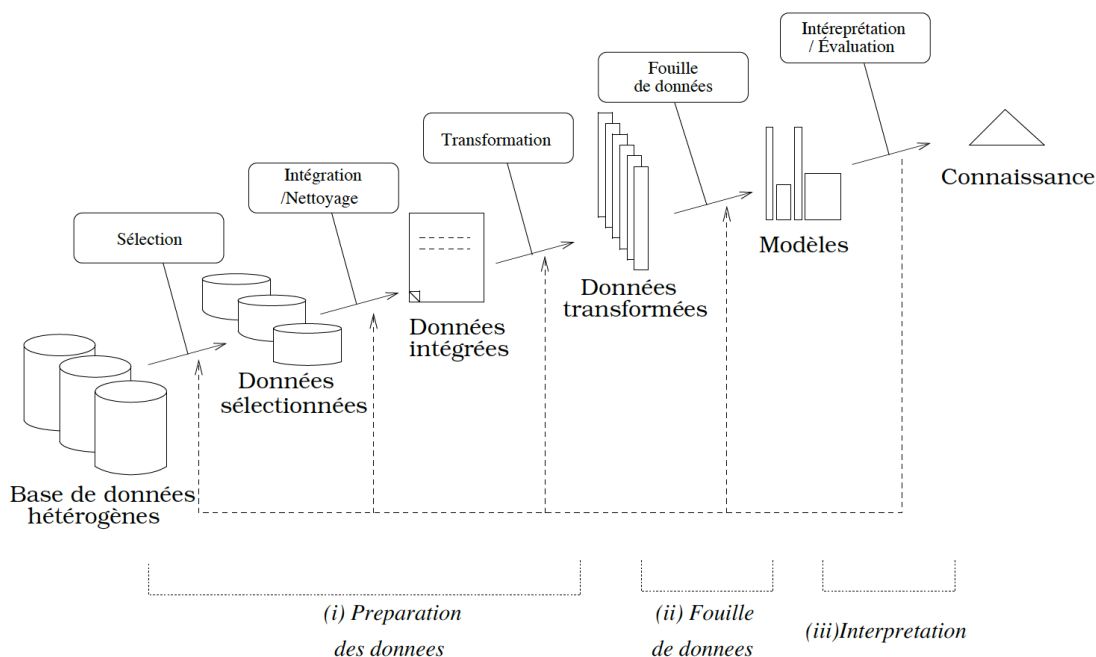 Intéreprétation
/ Évaluation
Fouille
de données
Transformation
Intégration
/Nettoyage
Sélection
Connaissance
Modèles
Données
transformées
Données
intégrées
Données
sélectionnées
Base de données
hétérogènes
(i) Preparation
des donnees
(ii) Fouille
de donnees
(iii)Interpretation